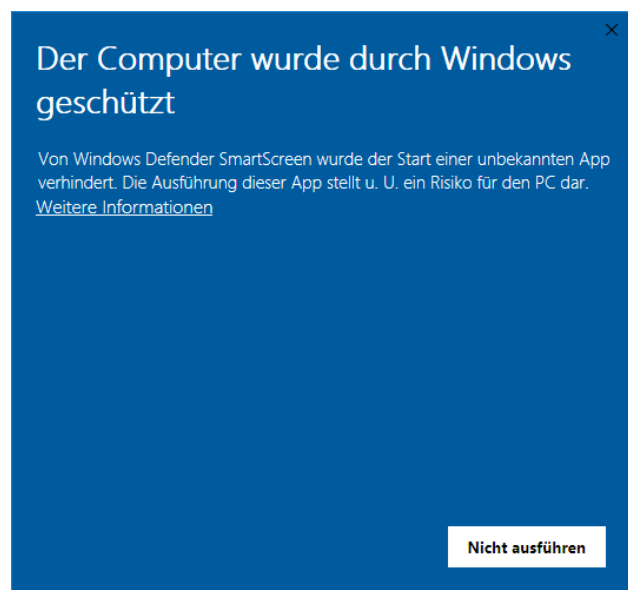 Der Computer wurde durch Windows
geschützt
Von Windows Defender SmartScreen wurde der Start einer unbekannten App
verhindert. Die Ausführung dieser App stellt u. U. ein Risiko für den PC dar.
Weitere Informationen
Nicht ausführen